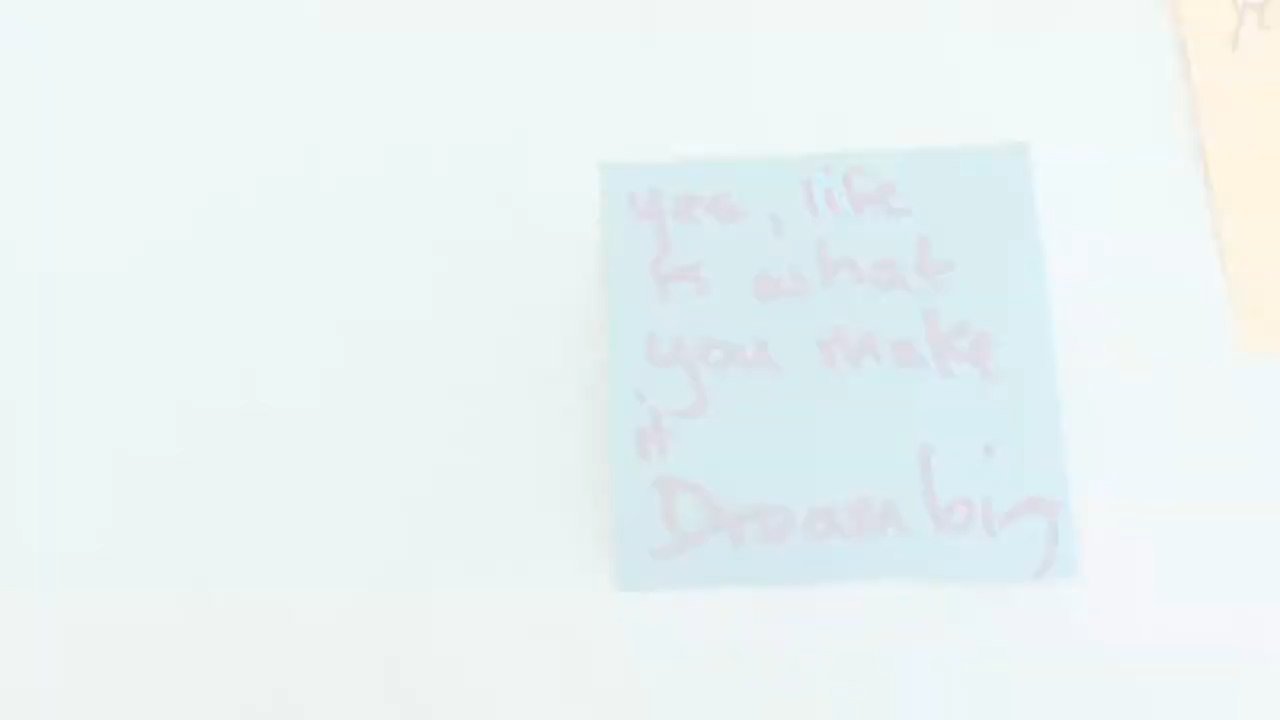 yes, life
is what
you make
it
Dream big